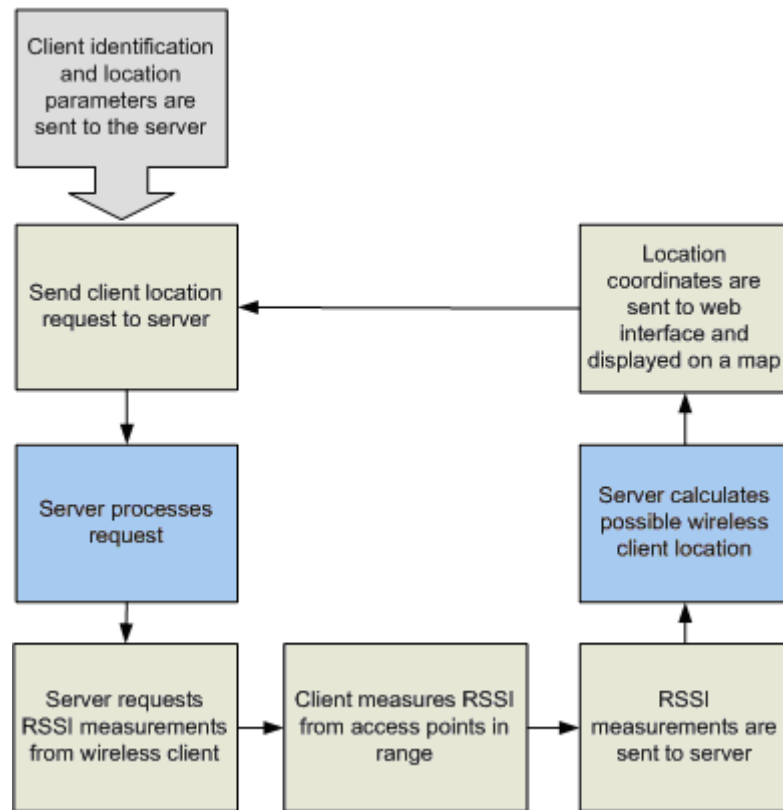 Client identification
and location
parameters are
sent to the server
Send client location
request to server
Location
coordinates are
sent to web
interface and
displayed on a map
Server processes
request
Server calculates
possible wireless
client location
Server requests
RSSI measurements
from wireless client
Client measures RSSI
from access points in
range
RSSI
measurements are
sent to server